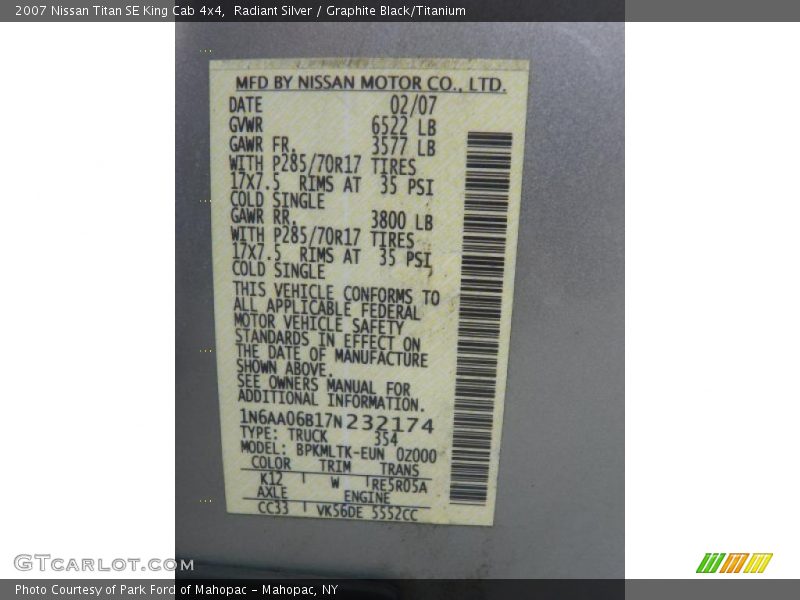 2007 Nissan Titan SE King Cab 4x4,  Radiant Silver / Graphite Black/Titanium
MFD BY NISSAN MOTOR CO., LTD.
DATE 02/07
GVWR 6522 LB
GAWR FR. 3577 LB
WITH P285/70R17 TIRES
17X7.5 RIMS AT 35 PSI
COLD SINGLE
GAWR RR. 3800 LB
WITH P285/70R17 TIRES
17X7.5 RIMS AT 35 PSI
COLD SINGLE
THIS VEHICLE CONFORMS TO
ALL APPLICABLE FEDERAL
MOTOR VEHICLE SAFETY
STANDARDS IN EFFECT ON
THE DATE OF MANUFACTURE
SHOWN ABOVE.
SEE OWNERS MANUAL FOR
ADDITIONAL INFORMATION.
1N6AA06B17N232174
TYPE: TRUCK 354
MODEL: BPKMLTK-EUN 0Z000
COLOR TRIM TRANS
K12 W RE5R05A
AXLE ENGINE
CC33 VK56DE 5552CC
GTCarLot.com
Photo Courtesy of Park Ford of Mahopac - Mahopac, NY